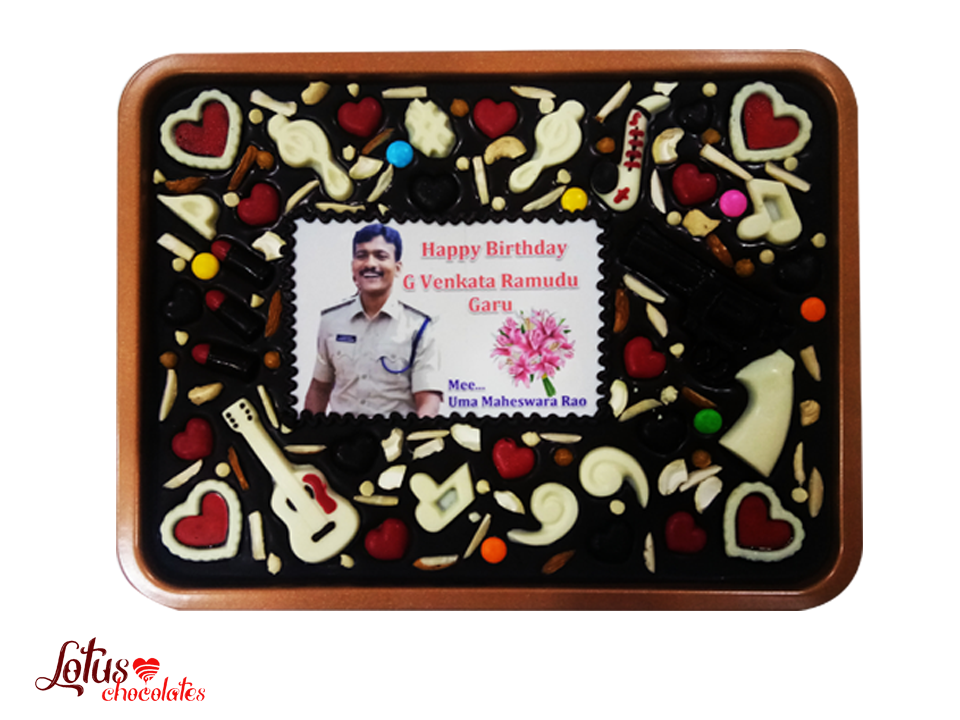 Happy Birthday
G Venkata Ramudu
Garu
Mee...
Uma Maheswara Rao
Lotus
chocolates